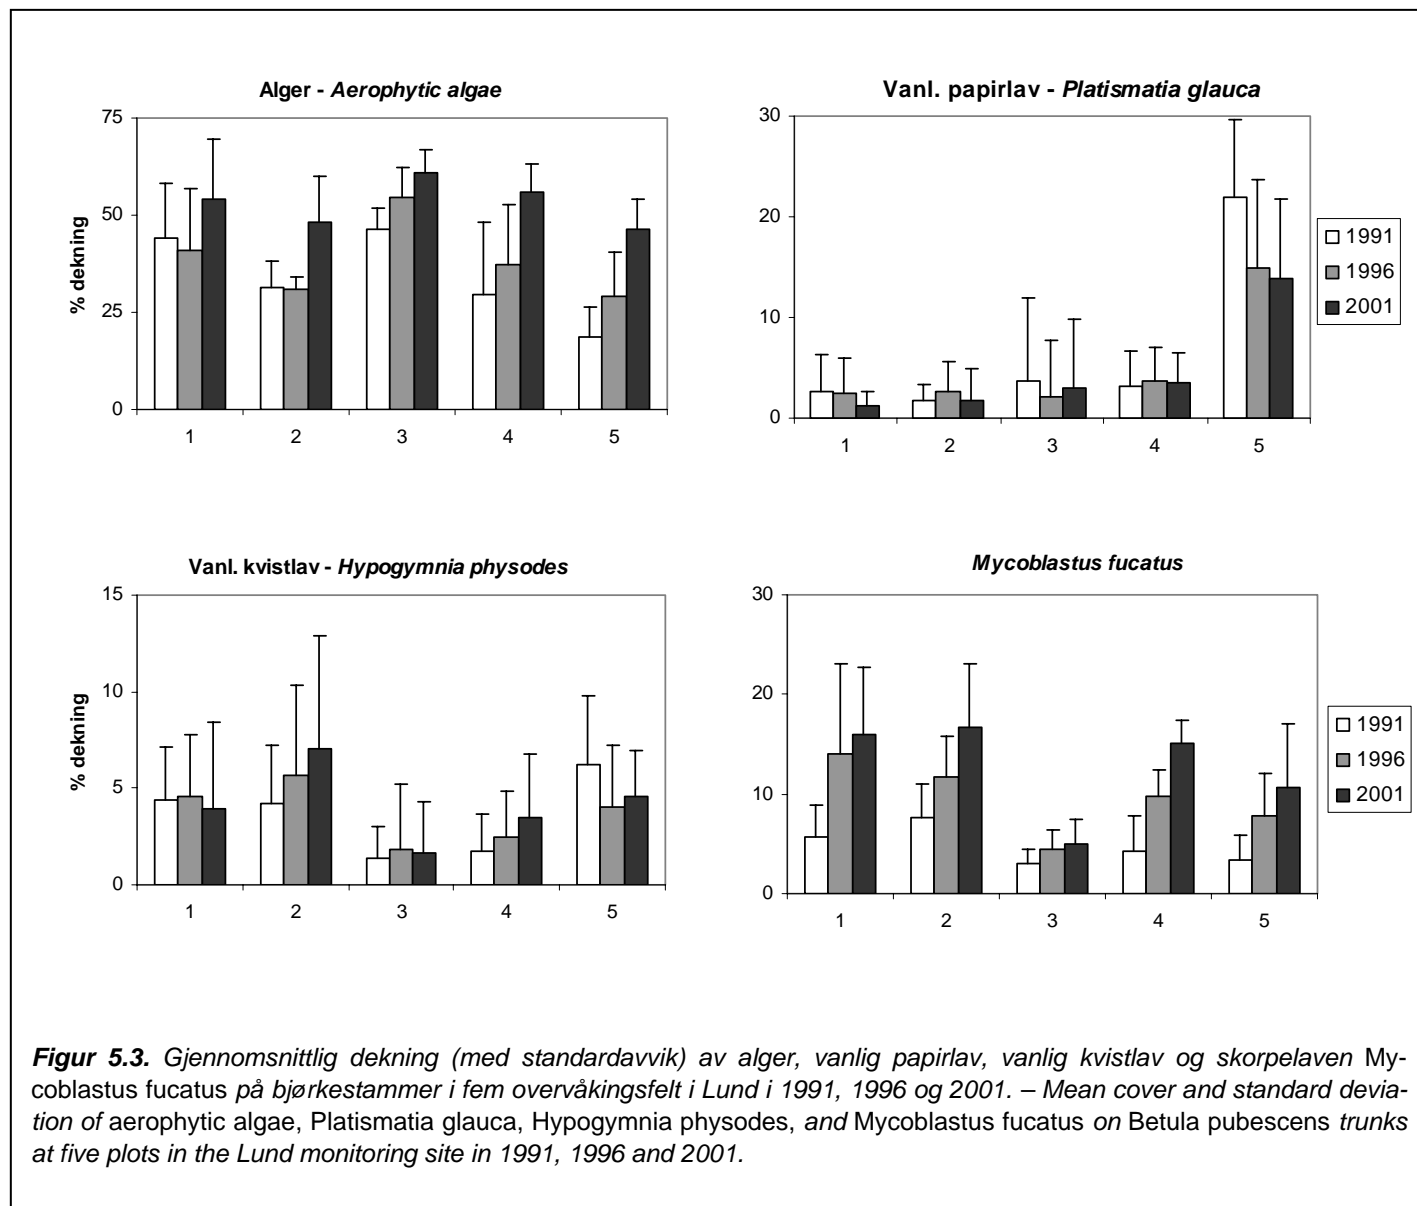 Alger - Aerophytic algae
75
50
25
0
% dekning
1 2 3 4 5
Vanl. papirlav - Platismatia glauca
30
20
10
0
1 2 3 4 5
1991
1996
2001
Vanl. kvistlav - Hypogymnia physodes
15
10
5
0
% dekning
1 2 3 4 5
Mycoblastus fucatus
30
20
10
0
1 2 3 4 5
1991
1996
2001
Figur 5.3. Gjennomsnittlig dekning (med standardavvik) av alger, vanlig papirlav, vanlig kvistlav og skorpelaven My-
coblastus fucatus på bjørkestammer i fem overvåkingsfelt i Lund i 1991, 1996 og 2001. – Mean cover and standard devia-
tion of aerophytic algae, Platismatia glauca, Hypogymnia physodes, and Mycoblastus fucatus on Betula pubescens trunks
at five plots in the Lund monitoring site in 1991, 1996 and 2001.